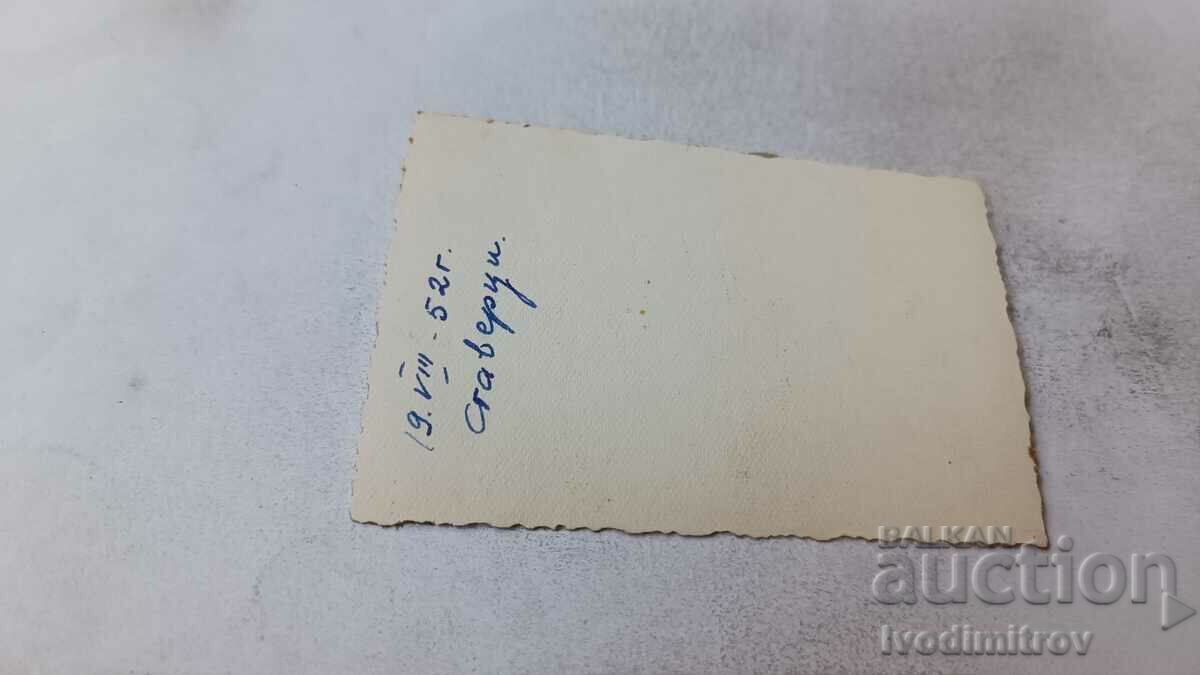 19.VIII-52г.
Ставерци.
BALKAN
auction
Ivodimitrov